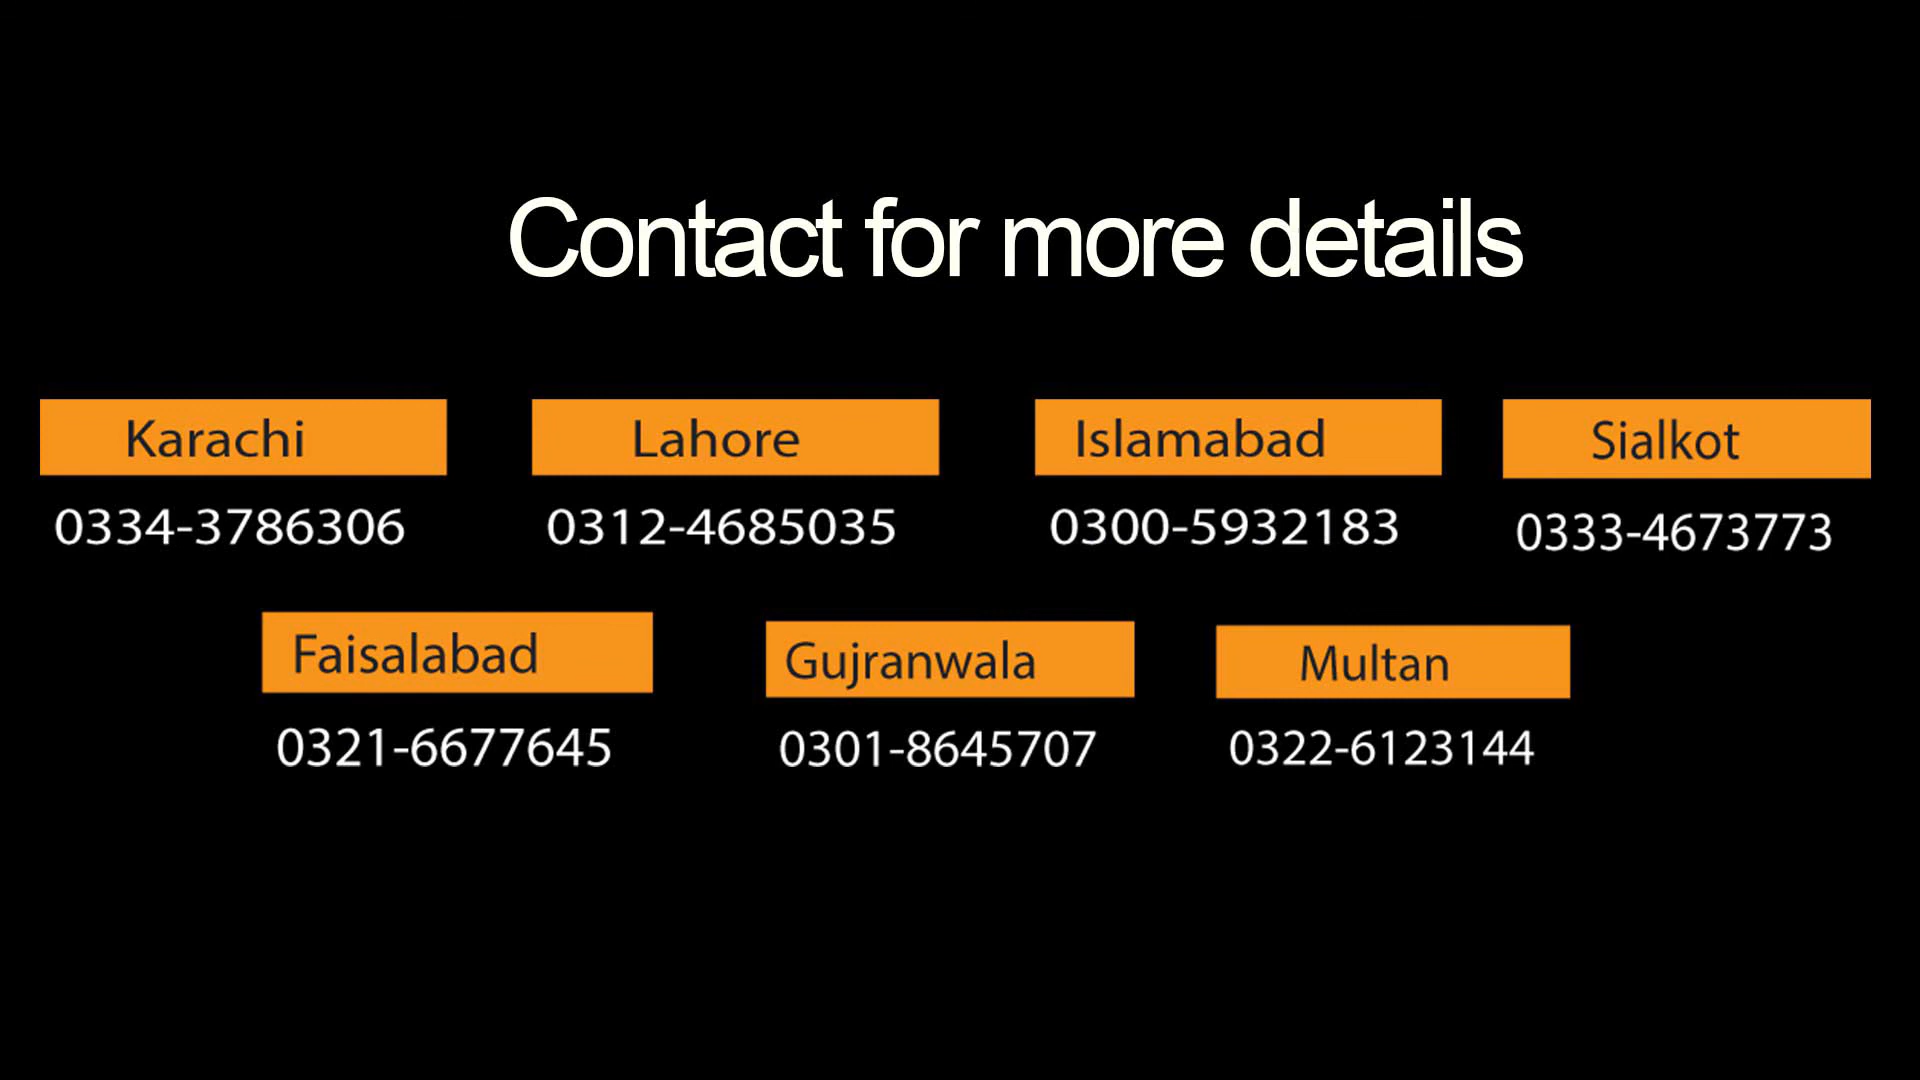 Contact for more details
Karachi Lahore Islamabad Sialkot
0334-3786306 0312-4685035 0300-5932183 0333-4673773
Faisalabad Gujranwala Multan
0321-6677645 0301-8645707 0322-6123144